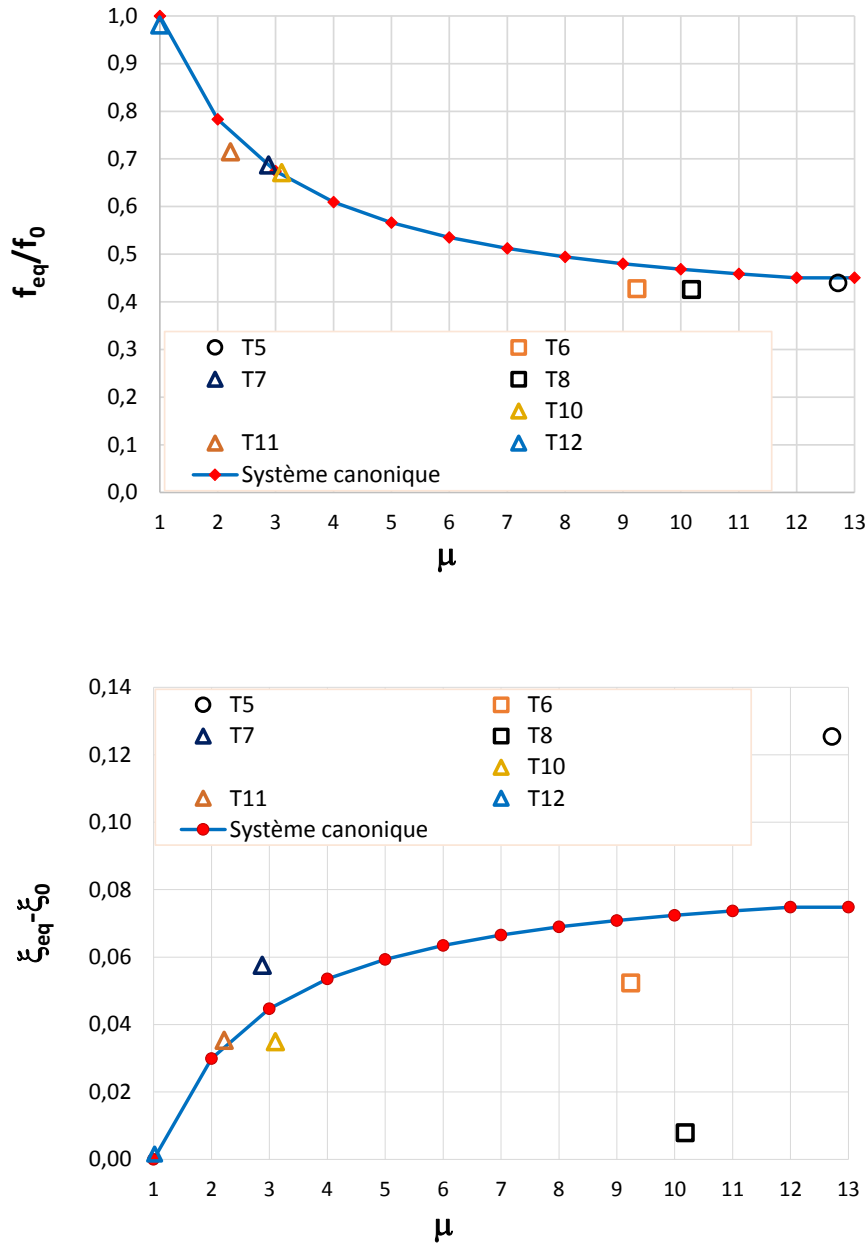 1,0
0,9
0,8
0,7
0,6
0,5
0,4
0,3
0,2
0,1
0,0
f_eq/f_0
T5 T6
T7 T8
T10
T11 T12
Système canonique
1 2 3 4 5 6 7 8 9 10 11 12 13
μ
0,14
0,12
0,10
0,08
0,06
0,04
0,02
0,00
ξ_eq-ξ_0
T5 T6
T7 T8
T10
T11 T12
Système canonique
1 2 3 4 5 6 7 8 9 10 11 12 13
μ